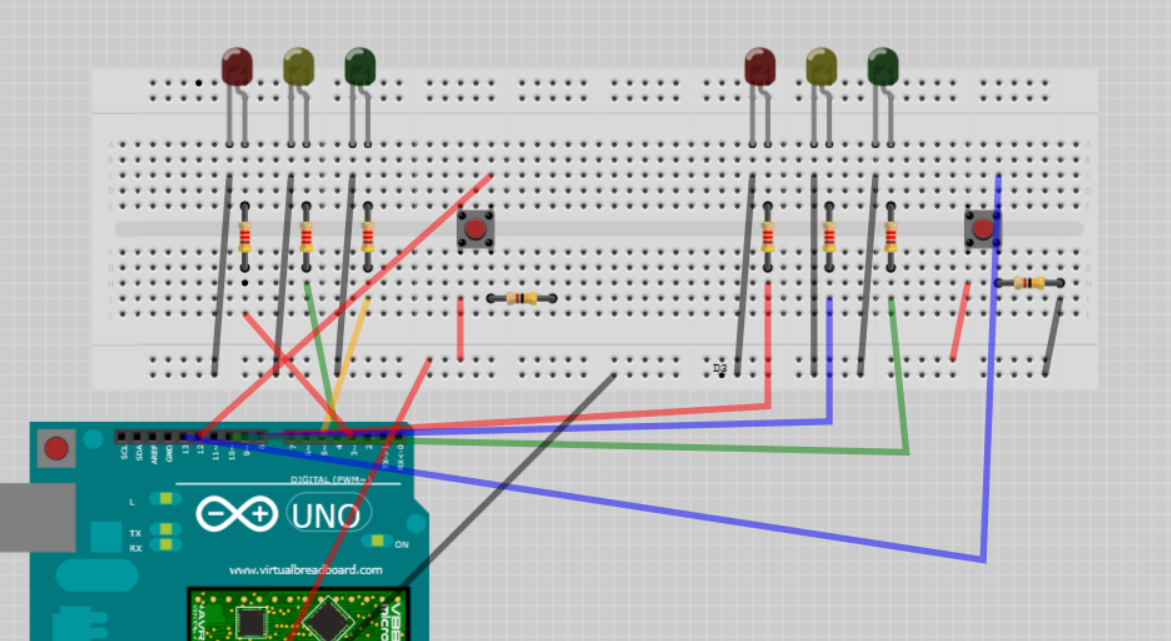 D3
SCL
SDA
AREF
GND
13
12
11~
10~
9~
8
7
6~
5~
4
3~
2
TX->1
RX<-0
DIGITAL (PWM~)
L
TX
RX
UNO
ON
www.virtualbreadboard.com